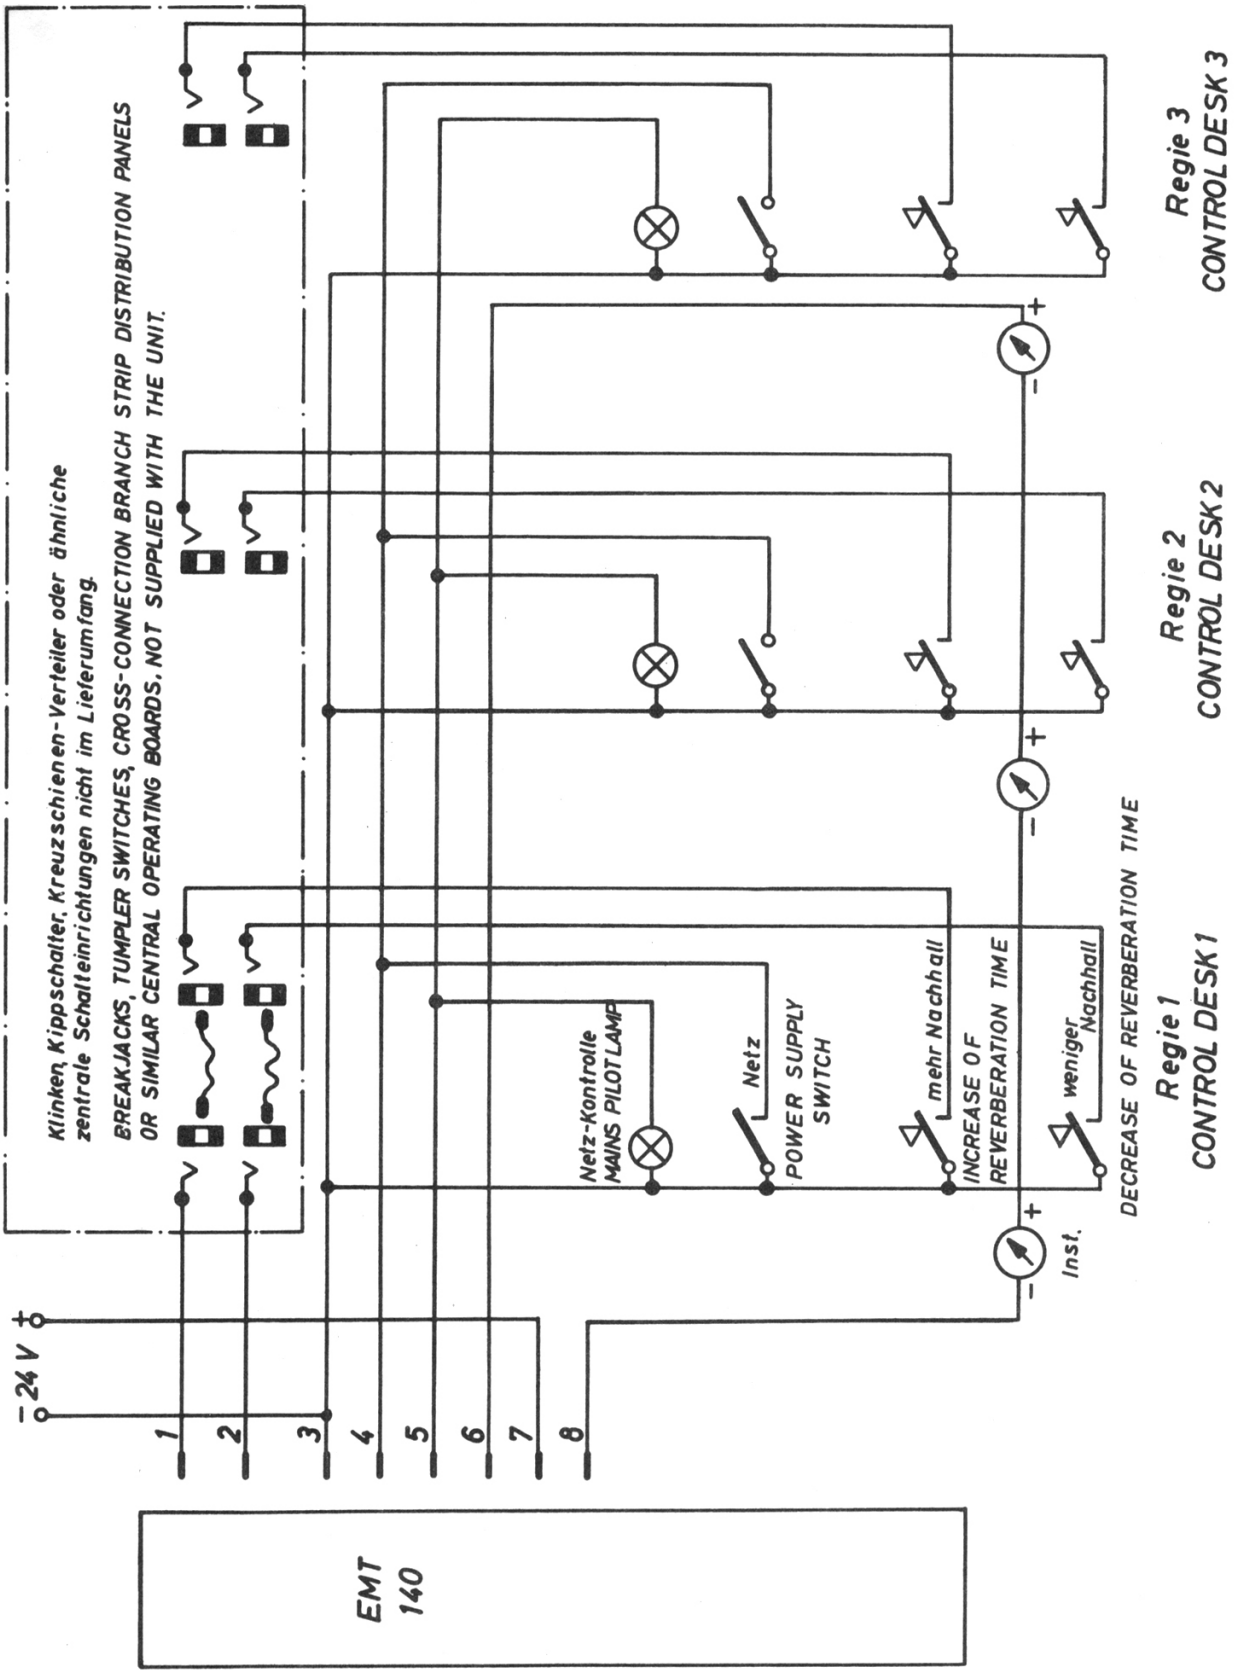 Klinken, Kippschalter, Kreuzschienen-Verteiler oder ähnliche
zentrale Schalteinrichtungen nicht im Lieferumfang.
BREAKJACKS, TUMPLER SWITCHES, CROSS-CONNECTION BRANCH STRIP DISTRIBUTION PANELS
OR SIMILAR CENTRAL OPERATING BOARDS. NOT SUPPLIED WITH THE UNIT.
- 24 V +
1
2
3
4
5
6
7
8
EMT
140
Netz-Kontrolle
MAINS PILOT LAMP
Netz
POWER SUPPLY
SWITCH
mehr Nachhall
INCREASE OF
REVERBERATION TIME
weniger
Nachhall
DECREASE OF REVERBERATION TIME
- +
Inst.
- +
- +
Regie 1
CONTROL DESK 1
Regie 2
CONTROL DESK 2
Regie 3
CONTROL DESK 3